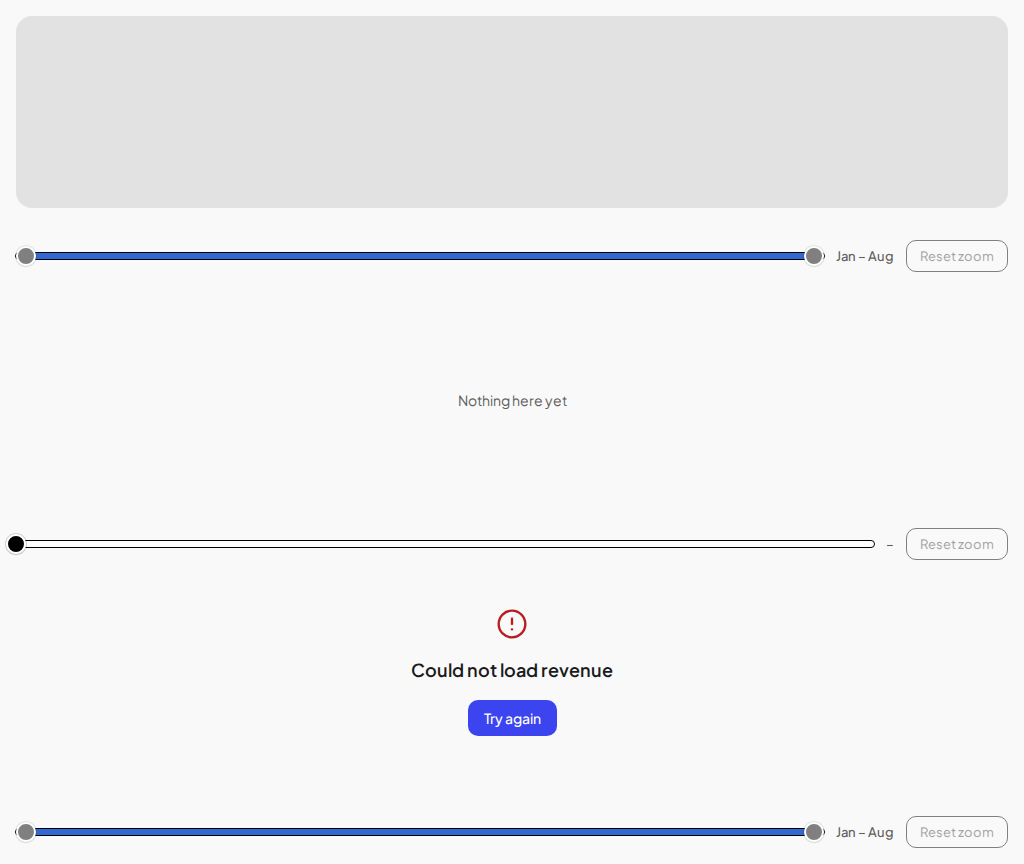 Jan – Aug
Reset zoom
Nothing here yet
–
Reset zoom
Could not load revenue
Try again
Jan – Aug
Reset zoom